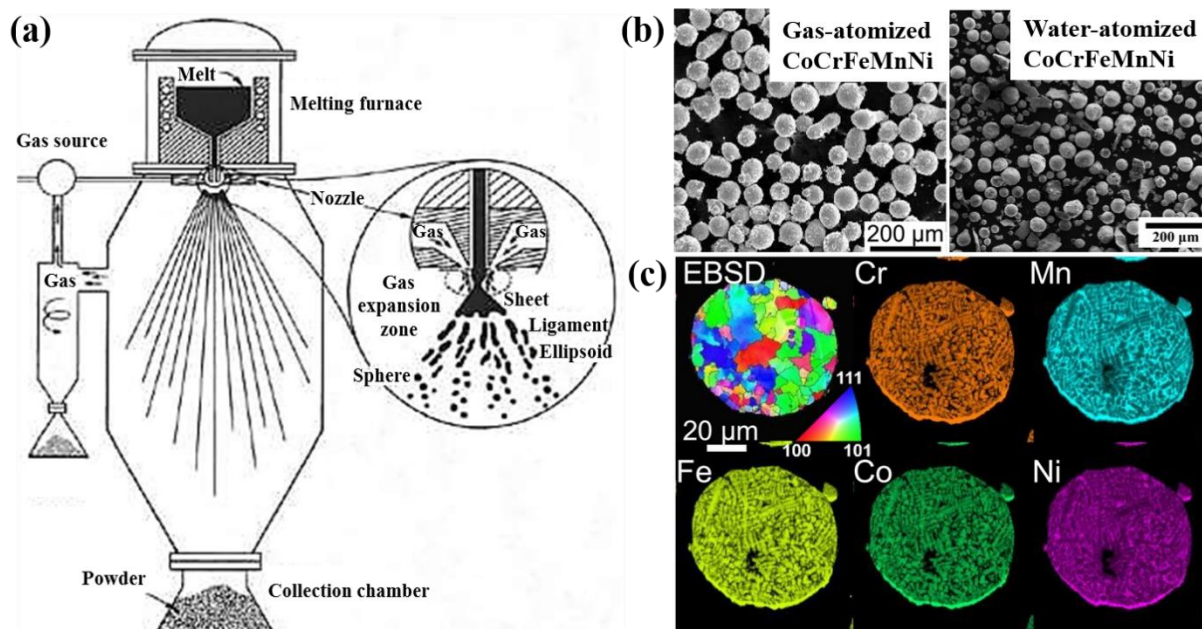 (a)
Melt
Melting furnace
Gas source
Nozzle
Gas
Gas
Gas
Gas
expansion
zone
Sheet
Ligament
Ellipsoid
Sphere
Powder
Collection chamber
(b)
Gas-atomized
CoCrFeMnNi
200 μm
Water-atomized
CoCrFeMnNi
200 μm
(c)
EBSD
Cr
Mn
111
20 μm
100
101
Fe
Co
Ni